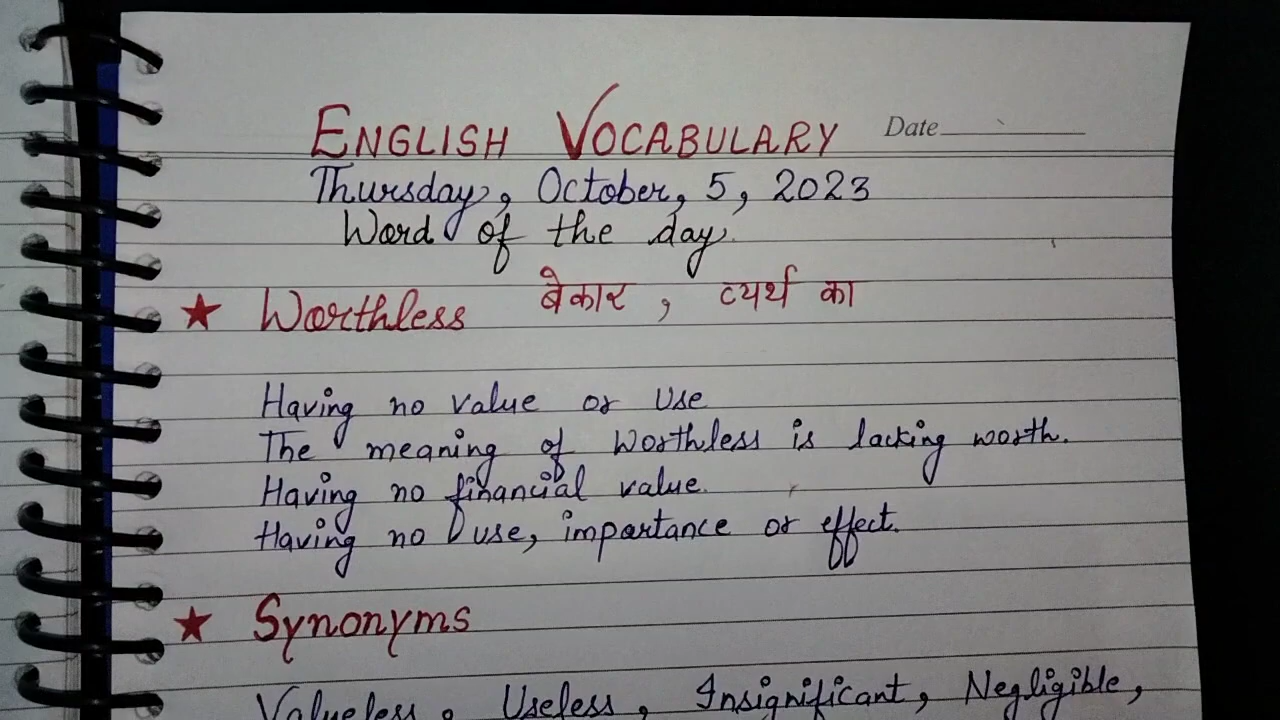 ENGLISH VOCABULARY
Date
Thursday, October, 5, 2023
Word of the day.
★ Worthless बेकार, व्यर्थ का
Having no value or use
The meaning of worthless is lacking worth.
Having no financial value.
Having no use, importance or effect.
★ Synonyms
Valueless, Useless, Insignificant, Negligible,